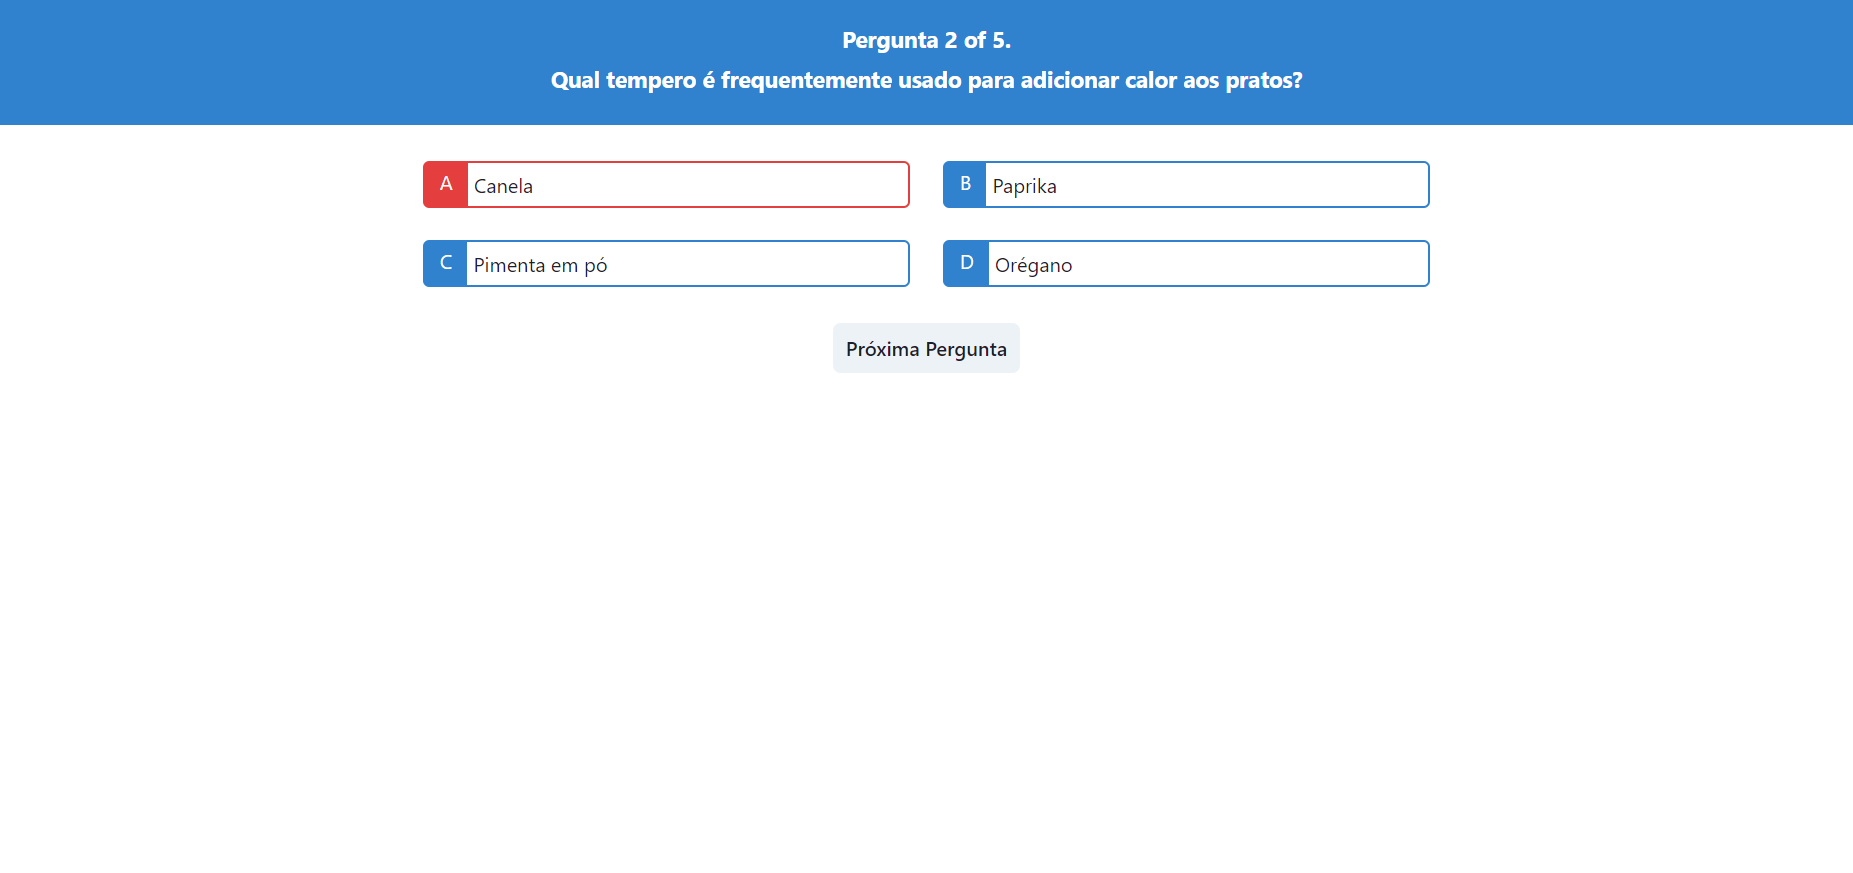 Pergunta 2 of 5.
Qual tempero é frequentemente usado para adicionar calor aos pratos?
A Canela
B Paprika
C Pimenta em pó
D Orégano
Próxima Pergunta